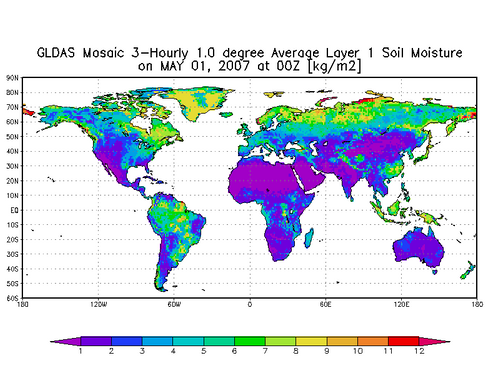 GLDAS Mosaic 3-Hourly 1.0 degree Average Layer 1 Soil Moisture
on MAY 01, 2007 at 00Z [kg/m2]
90N
80N
70N
60N
50N
40N
30N
20N
10N
EQ
10S
20S
30S
40S
50S
60S
180 120W 60W 0 60E 120E 180
1 2 3 4 5 6 7 8 9 10 11 12